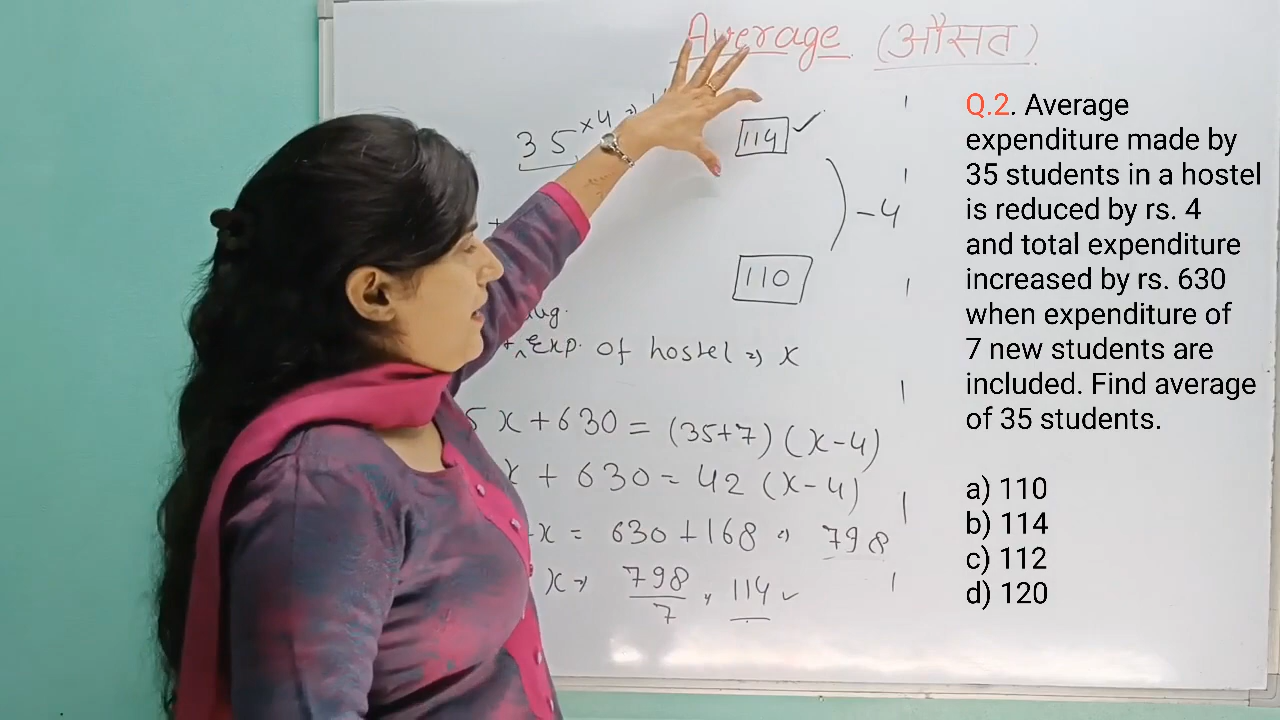 Average (औसत)
35 ×4 ⇒
114 ✓
-4
110
+ Exp. of hostel ⇒ x
x + 630 = (35+7) (x-4)
x + 630 = 42 (x-4)
x = 630 + 168 ⇒ 798
x ⇒ 798/7 ⇒ 114 ✓
Q.2. Average
expenditure made by
35 students in a hostel
is reduced by rs. 4
and total expenditure
increased by rs. 630
when expenditure of
7 new students are
included. Find average
of 35 students.
a) 110
b) 114
c) 112
d) 120